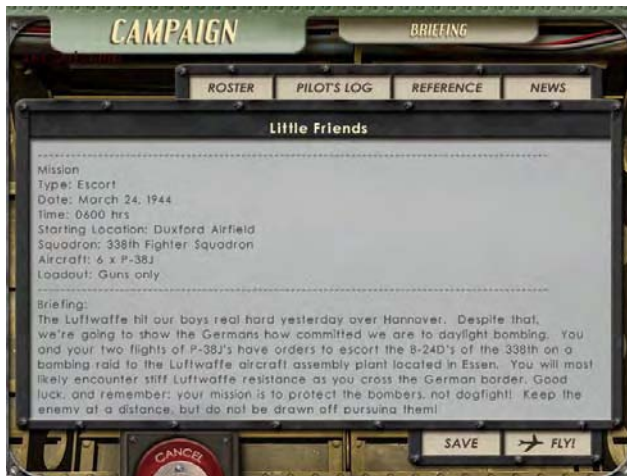 CAMPAIGN
BRIEFING
ROSTER PILOT'S LOG REFERENCE NEWS
Little Friends
Mission
Type: Escort
Date: March 24, 1944
Time: 0600 hrs
Starting Location: Duxford Airfield
Squadron: 338th Fighter Squadron
Aircraft: 6 x P-38J
Loadout: Guns only
Briefing:
The Luftwaffe hit our boys real hard yesterday over Hannover. Despite that,
we're going to show the Germans how committed we are to daylight bombing. You
and your two flights of P-38J's have orders to escort the B-24D's of the 338th on a
bombing raid to the Luftwaffe aircraft assembly plant located in Essen. You will most
likely encounter stiff Luftwaffe resistance as you cross the German border. Good
luck, and remember: your mission is to protect the bombers, not dogfight! Keep the
enemy at a distance, but do not be drawn off pursuing them!
CANCEL
SAVE FLY!